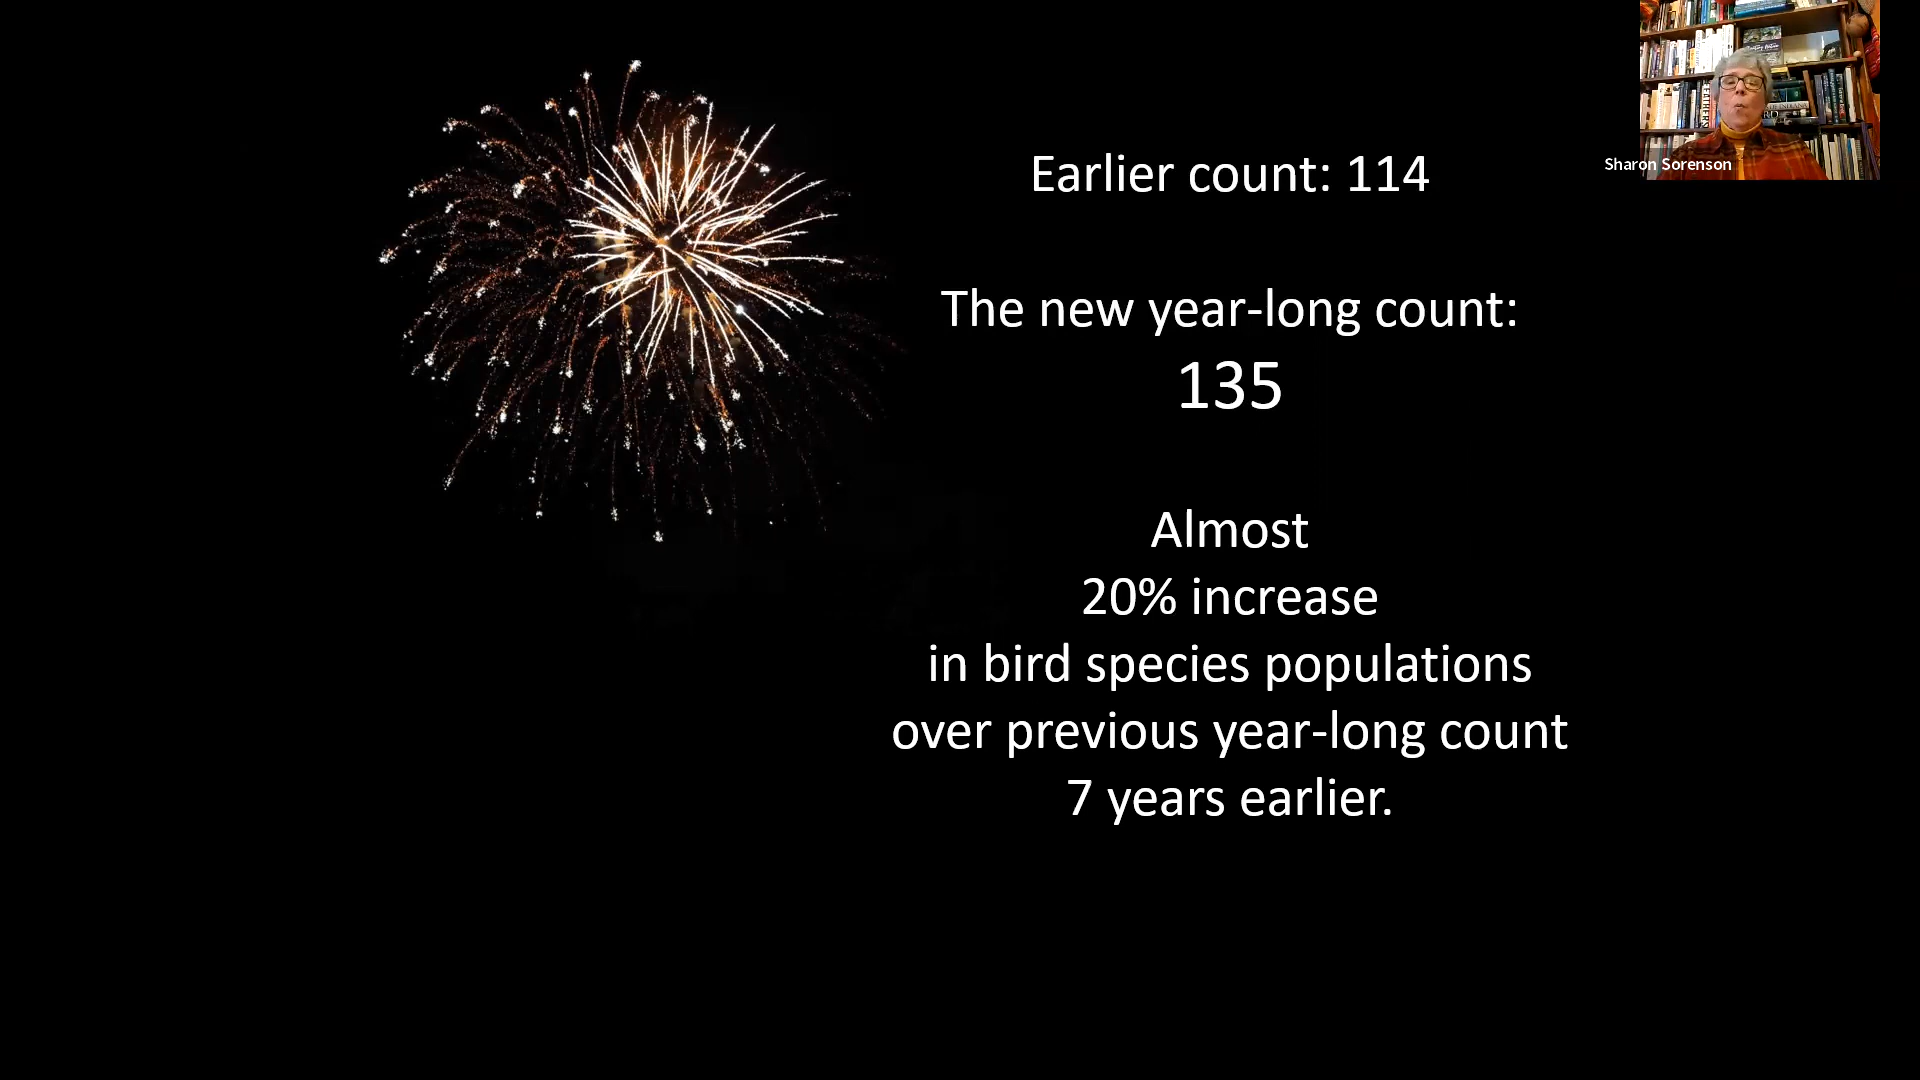 Earlier count: 114
The new year-long count:
135
Almost
20% increase
in bird species populations
over previous year-long count
7 years earlier.
Sharon Sorenson